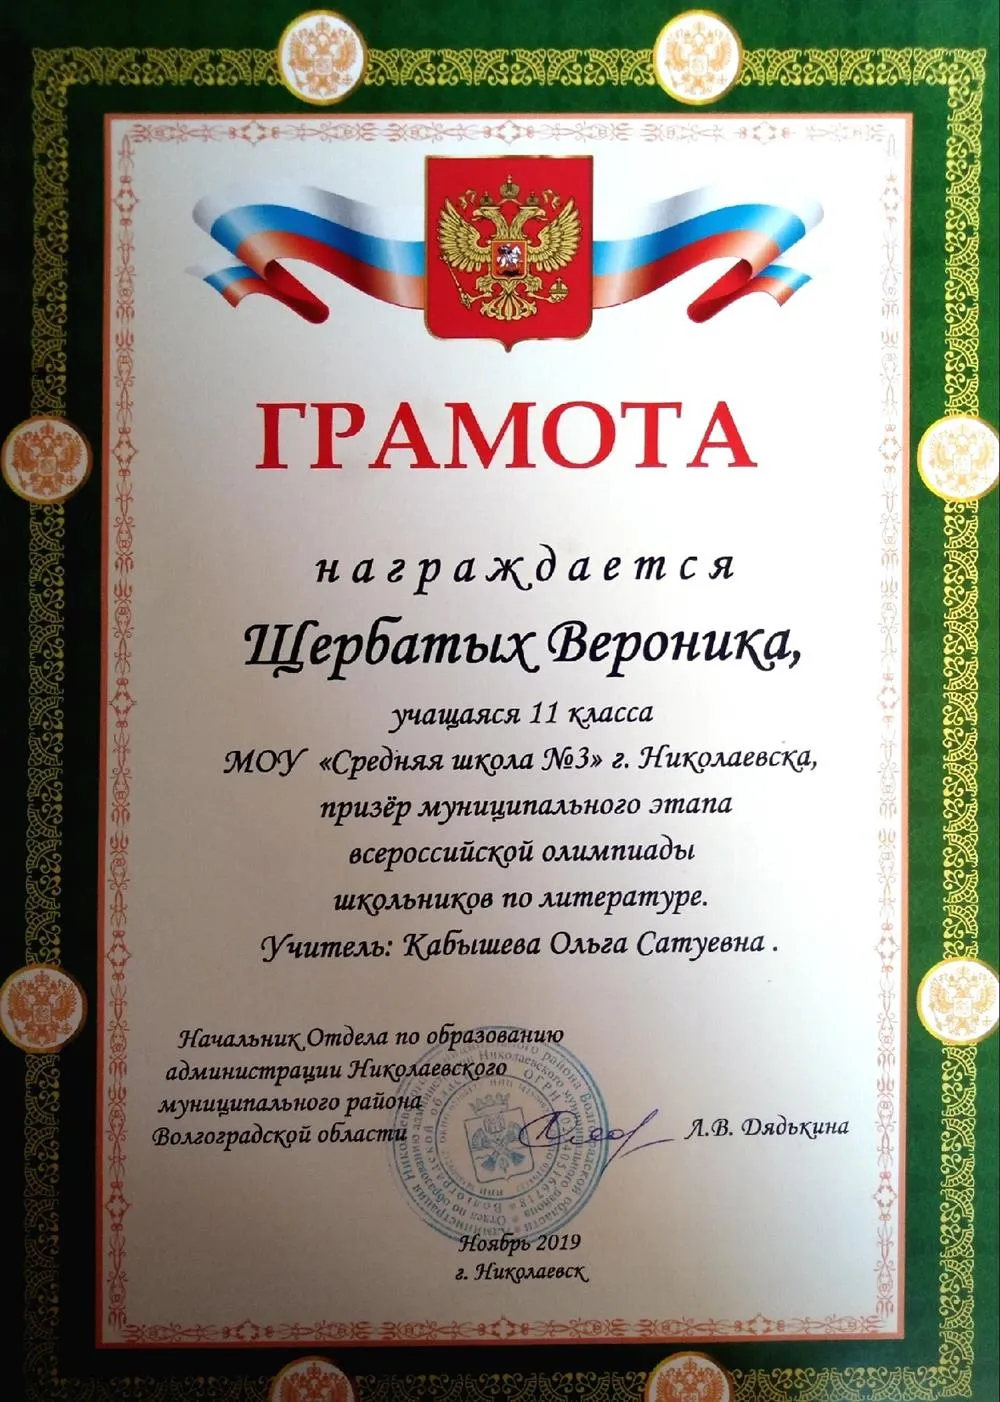 ГРАМОТА
награждается
Щербатых Вероника,
учащаяся 11 класса
МОУ «Средняя школа №3» г. Николаевска,
призёр муниципального этапа
всероссийской олимпиады
школьников по литературе.
Учитель: Кабышева Ольга Сатуевна .
Начальник Отдела по образованию
администрации Николаевского
муниципального района
Волгоградской области
Л.В. Дядькина
Ноябрь 2019
г. Николаевск